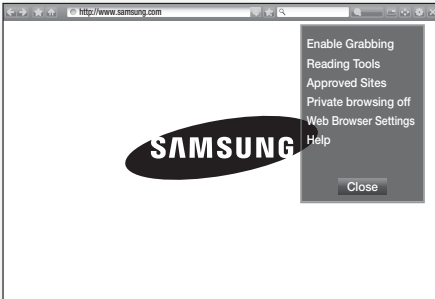 http://www.samsung.com
Enable Grabbing
Reading Tools
Approved Sites
Private browsing off
Web Browser Settings
Help
SAMSUNG
Close